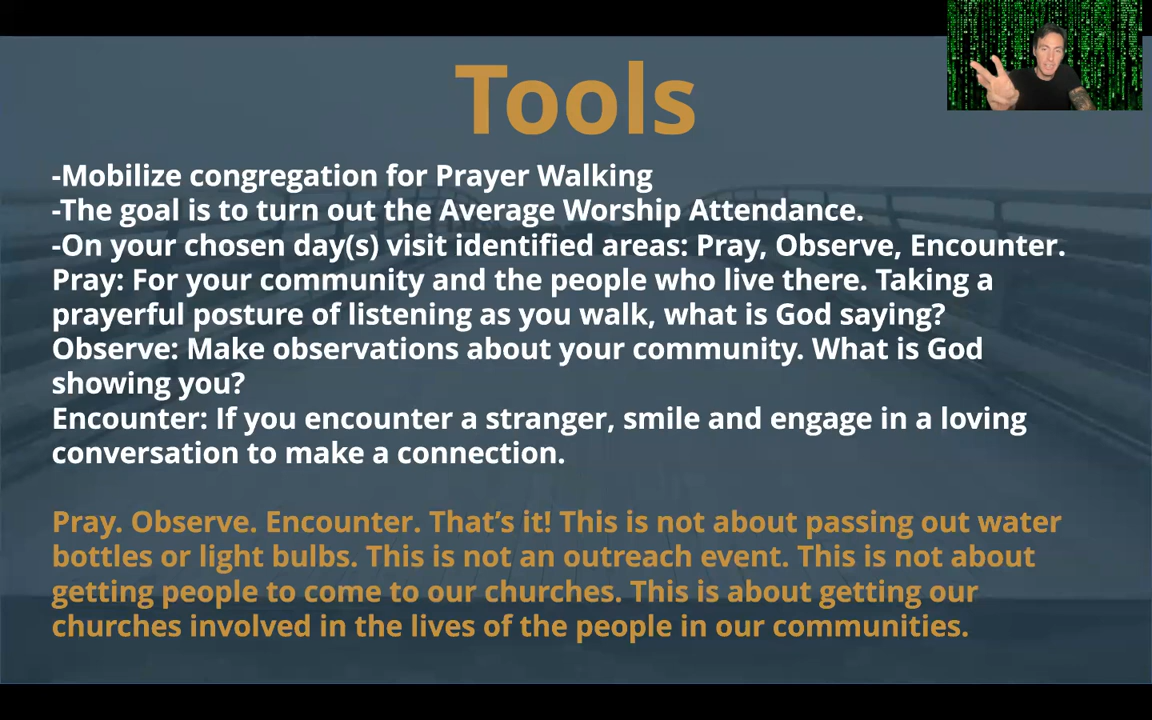 Tools
-Mobilize congregation for Prayer Walking
-The goal is to turn out the Average Worship Attendance.
-On your chosen day(s) visit identified areas: Pray, Observe, Encounter.
Pray: For your community and the people who live there. Taking a
prayerful posture of listening as you walk, what is God saying?
Observe: Make observations about your community. What is God
showing you?
Encounter: If you encounter a stranger, smile and engage in a loving
conversation to make a connection.
Pray. Observe. Encounter. That’s it! This is not about passing out water
bottles or light bulbs. This is not an outreach event. This is not about
getting people to come to our churches. This is about getting our
churches involved in the lives of the people in our communities.